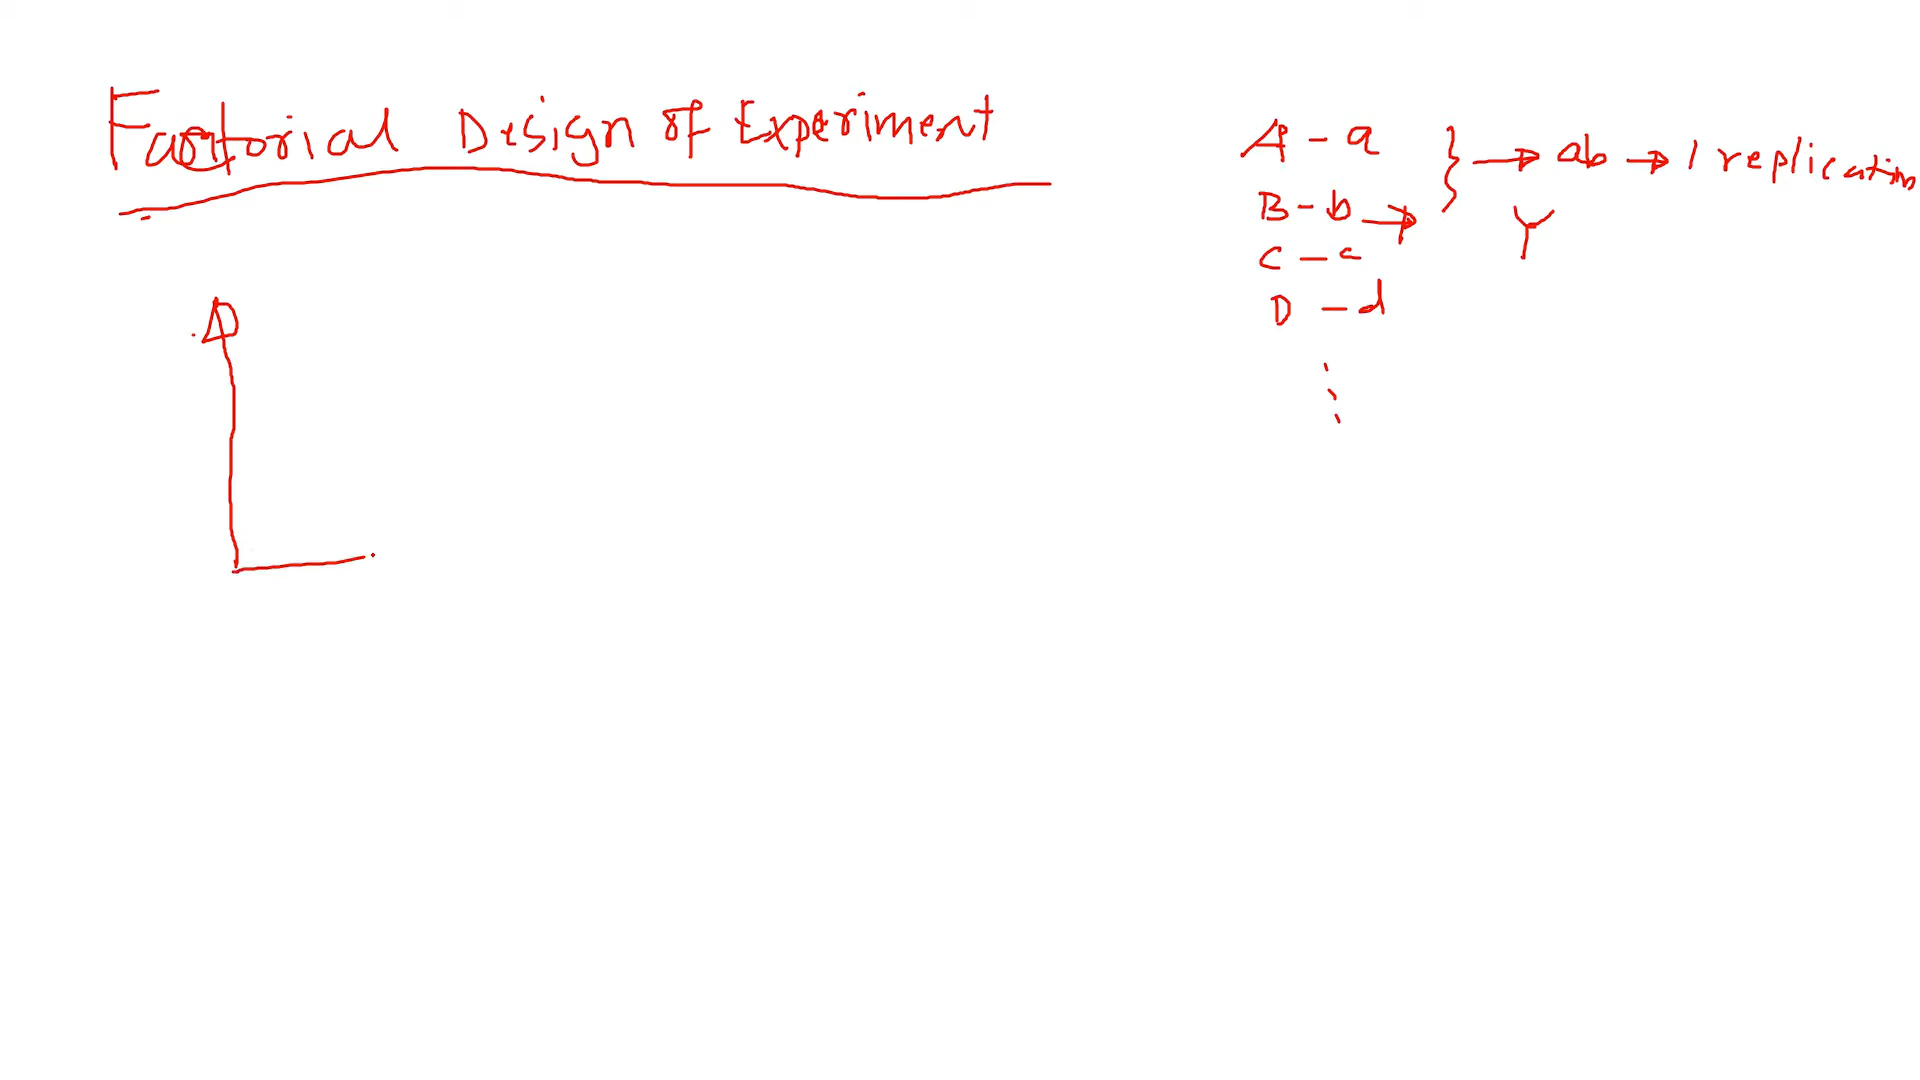 Factorial Design of Experiment
A - a } → ab → 1 replication
B - b →
Y
C - c
D - d
⋮